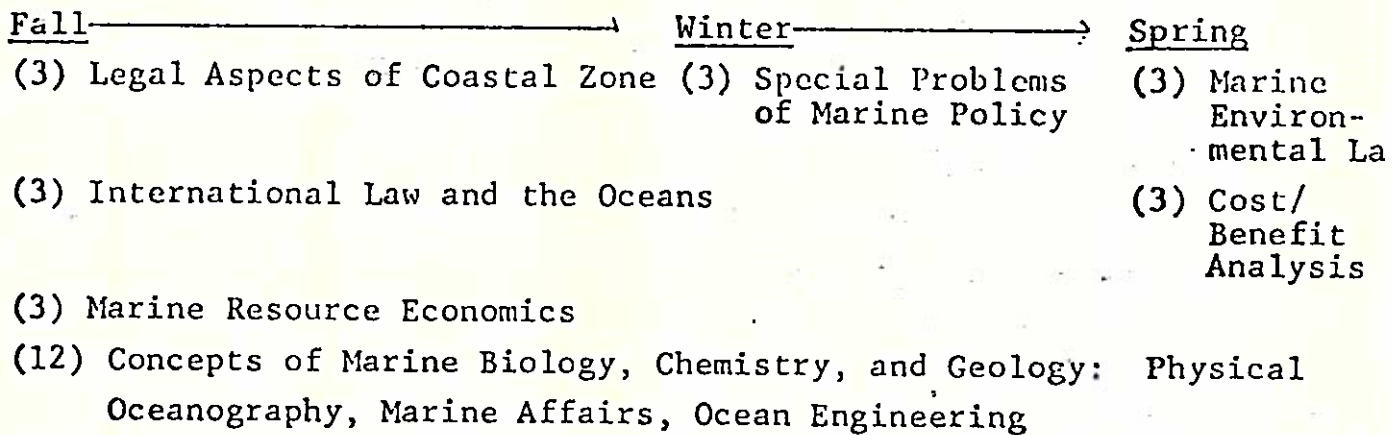 Fall Winter Spring
(3) Legal Aspects of Coastal Zone (3) Special Problems (3) Marine
of Marine Policy Environ-
mental La
(3) International Law and the Oceans (3) Cost/
Benefit
Analysis
(3) Marine Resource Economics
(12) Concepts of Marine Biology, Chemistry, and Geology: Physical
Oceanography, Marine Affairs, Ocean Engineering